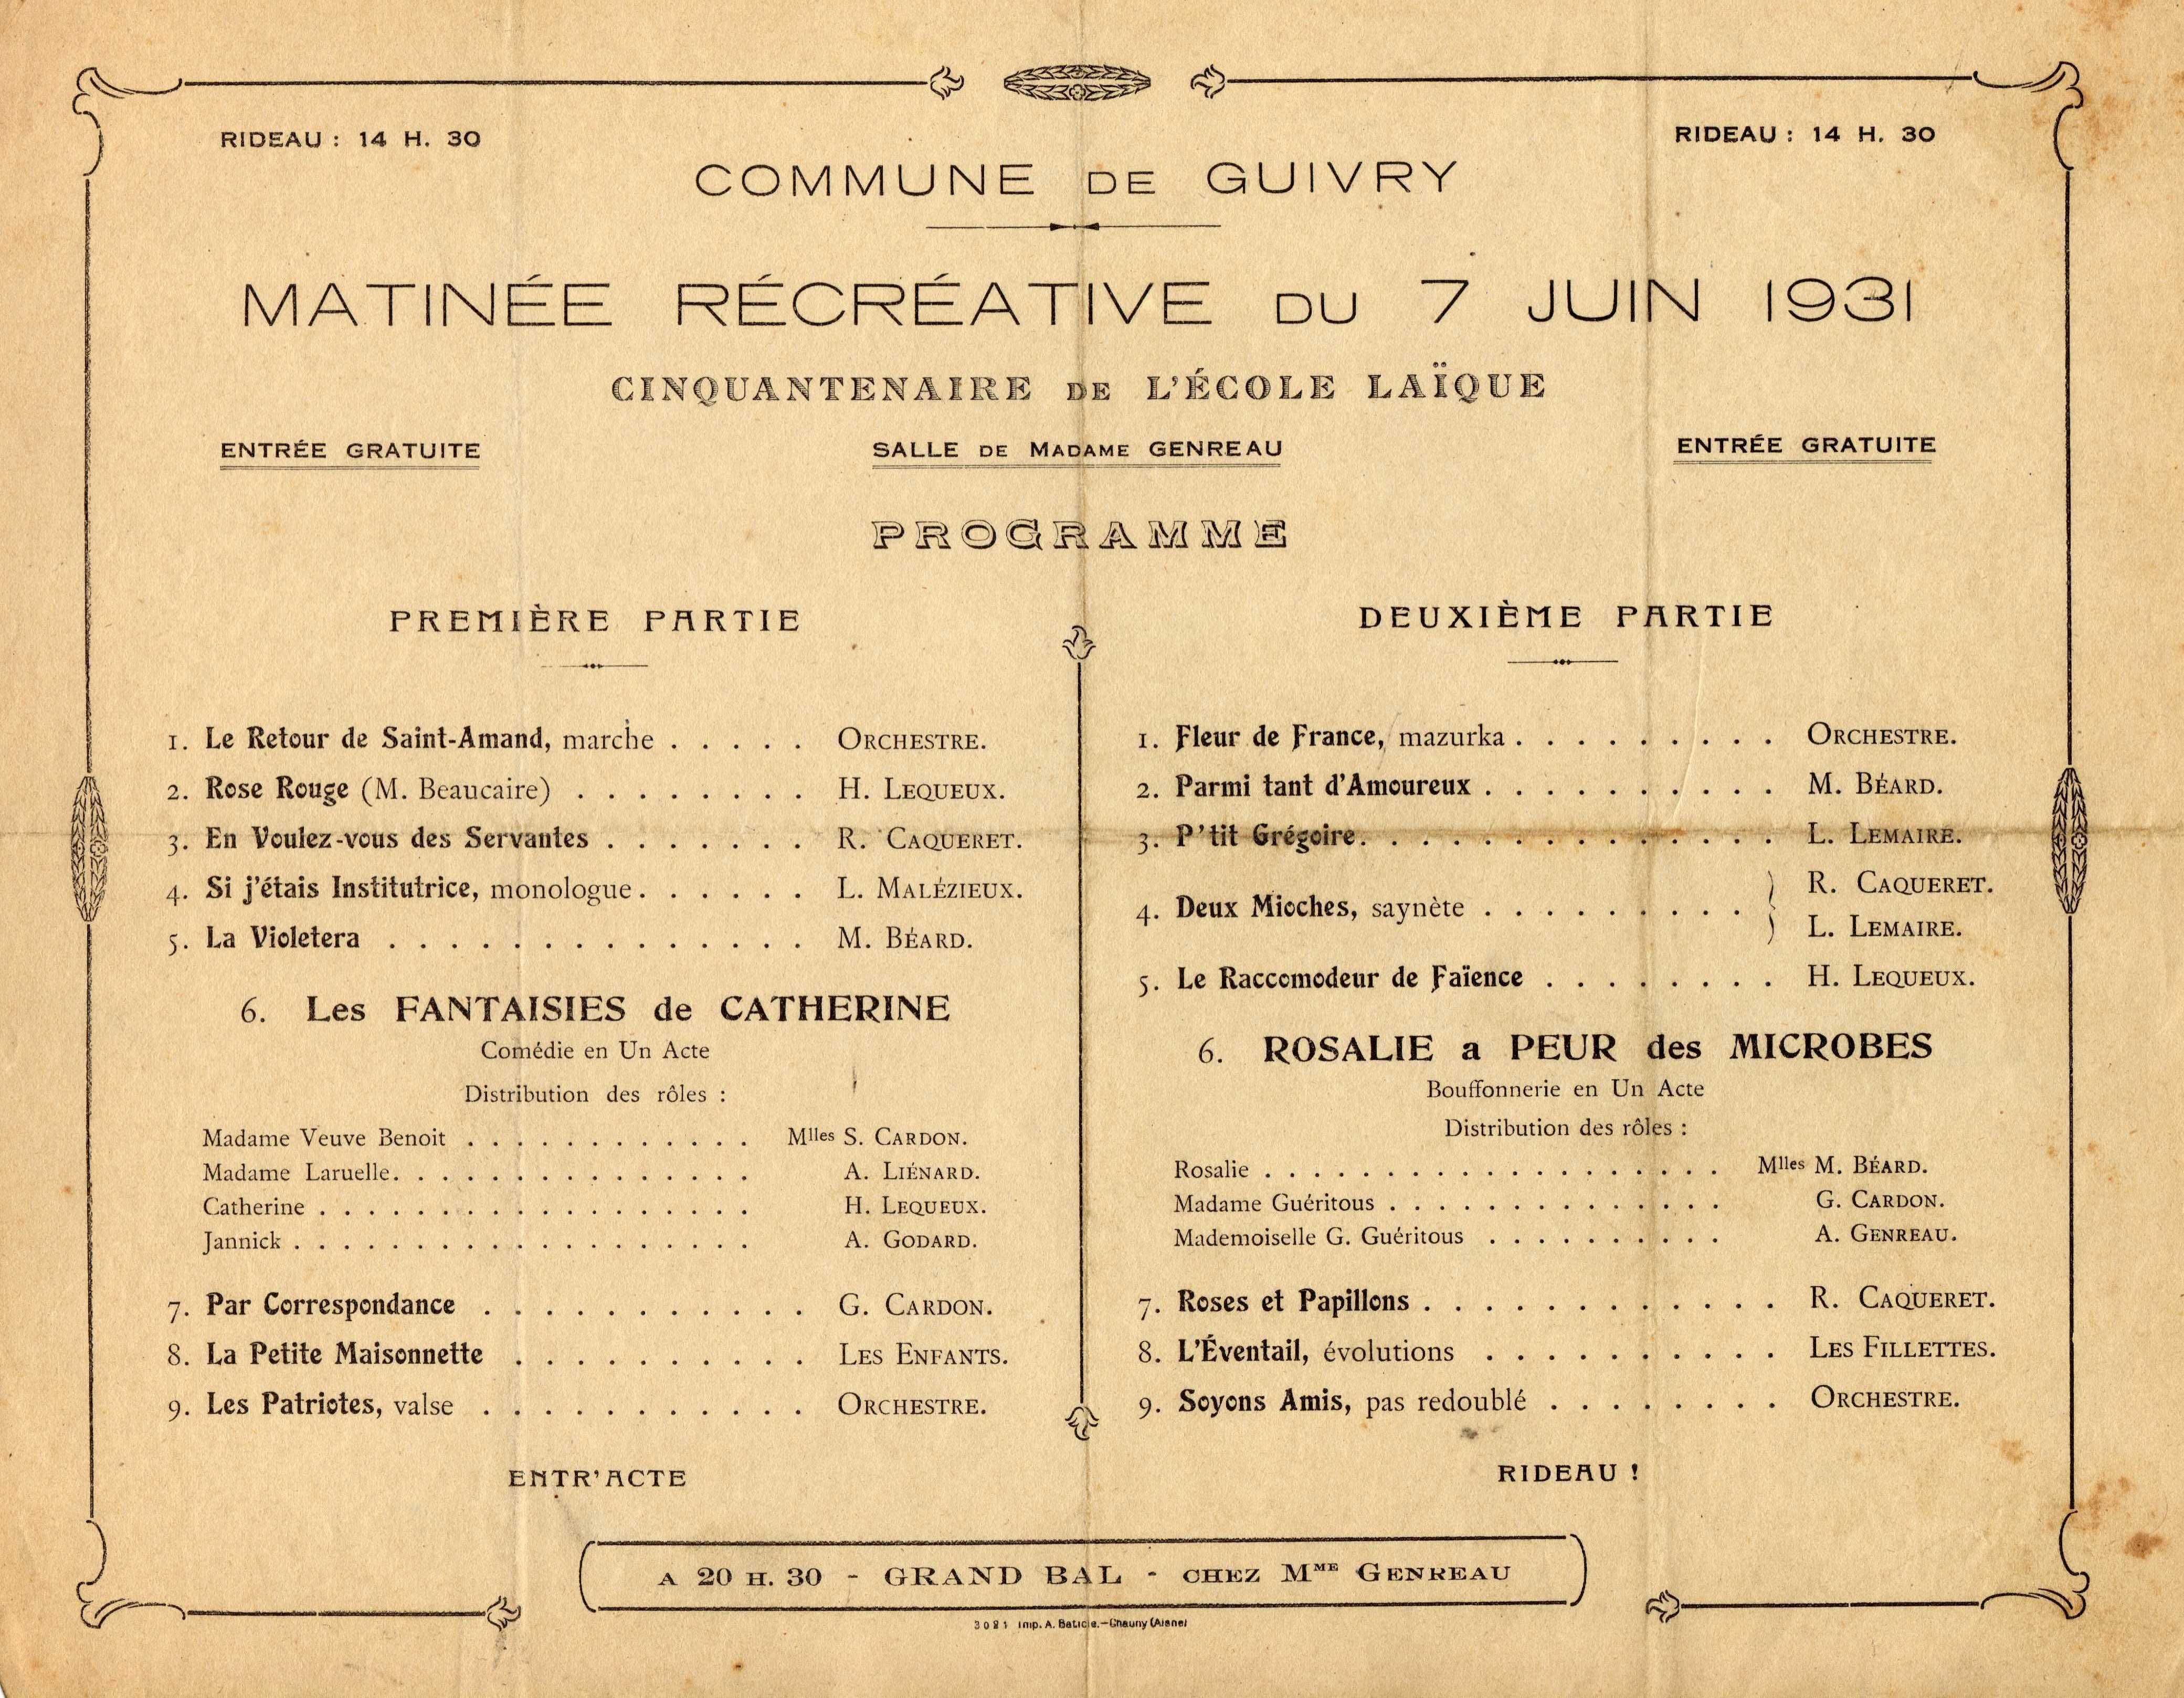 RIDEAU : 14 H. 30
RIDEAU : 14 H. 30
COMMUNE DE GUIVRY
MATINÉE RÉCRÉATIVE DU 7 JUIN 1931
CINQUANTENAIRE DE L'ÉCOLE LAÏQUE
ENTRÉE GRATUITE
SALLE DE MADAME GENREAU
ENTRÉE GRATUITE
PROGRAMME
PREMIÈRE PARTIE
1. Le Retour de Saint-Amand, marche . . . . . ORCHESTRE.
2. Rose Rouge (M. Beaucaire) . . . . . . . . H. LEQUEUX.
3. En Voulez-vous des Servantes . . . . . . . R. CAQUERET.
4. Si j'étais Institutrice, monologue . . . . . . L. MALÉZIEUX.
5. La Violetera . . . . . . . . . . . . . . M. BÉARD.
6. Les FANTAISIES de CATHERINE
Comédie en Un Acte
Distribution des rôles :
Madame Veuve Benoit . . . . . . . . . . . . Mlles S. CARDON.
Madame Laruelle. . . . . . . . . . . . . . . A. LIÉNARD.
Catherine . . . . . . . . . . . . . . . . . . H. LEQUEUX.
Jannick . . . . . . . . . . . . . . . . . . . A. GODARD.
7. Par Correspondance . . . . . . . . . . . G. CARDON.
8. La Petite Maisonnette . . . . . . . . . . LES ENFANTS.
9. Les Patriotes, valse . . . . . . . . . . . ORCHESTRE.
ENTR'ACTE
DEUXIÈME PARTIE
1. Fleur de France, mazurka . . . . . . . . . ORCHESTRE.
2. Parmi tant d'Amoureux . . . . . . . . . . M. BÉARD.
3. P'tit Grégoire. . . . . . . . . . . . . . L. LEMAIRE.
4. Deux Mioches, saynète . . . . . . . . . } R. CAQUERET.
L. LEMAIRE.
5. Le Raccomodeur de Faïence . . . . . . . . H. LEQUEUX.
6. ROSALIE a PEUR des MICROBES
Bouffonnerie en Un Acte
Distribution des rôles :
Rosalie . . . . . . . . . . . . . . . . . . . Mlles M. BÉARD.
Madame Guéritous . . . . . . . . . . . . . . G. CARDON.
Mademoiselle G. Guéritous . . . . . . . . . . A. GENREAU.
7. Roses et Papillons . . . . . . . . . . . . . R. CAQUERET.
8. L'Éventail, évolutions . . . . . . . . . . LES FILLETTES.
9. Soyons Amis, pas redoublé . . . . . . . . ORCHESTRE.
RIDEAU !
A 20 H. 30 - GRAND BAL - CHEZ MME GENREAU
3081 Imp. A. Baticle.-Chauny (Aisne)